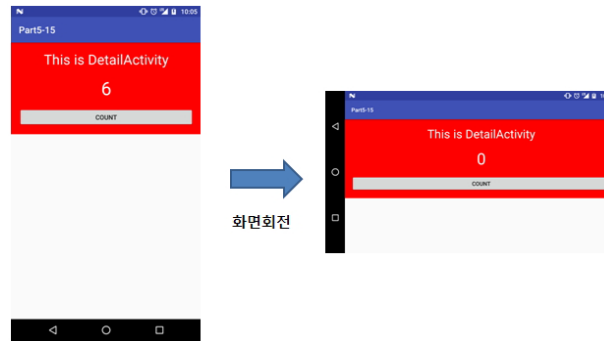 N 10:05
Part5-15
This is DetailActivity
6
COUNT
화면회전
N
Part5-15
This is DetailActivity
0
COUNT